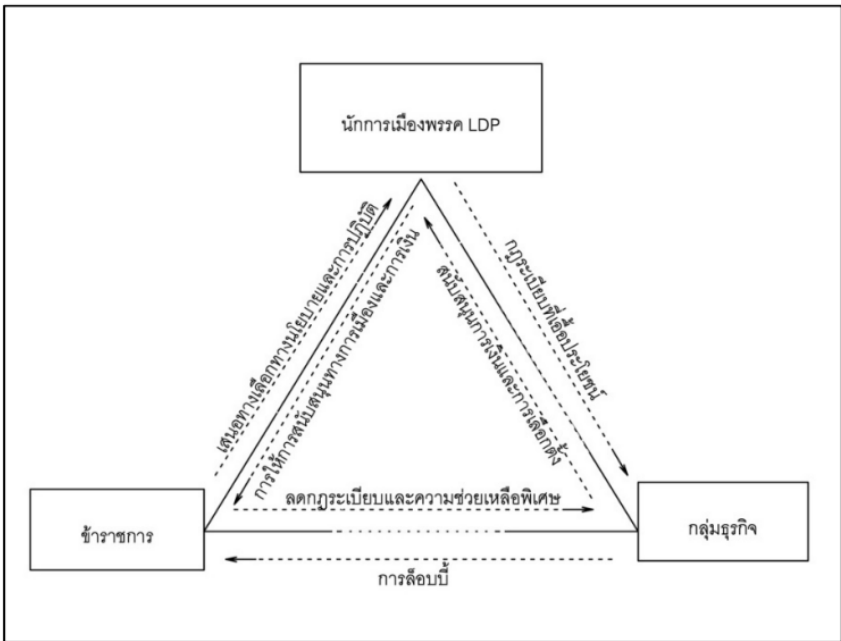 นักการเมืองพรรค LDP
เสนอทางเลือกทางนโยบายและการปฏิบัติ
การให้การสนับสนุนทางการเมืองและการเงิน
สนับสนุนการเงินและการเลือกตั้ง
กฎระเบียบที่เอื้อประโยชน์
ลดกฎระเบียบและความช่วยเหลือพิเศษ
ข้าราชการ
กลุ่มธุรกิจ
การล็อบบี้